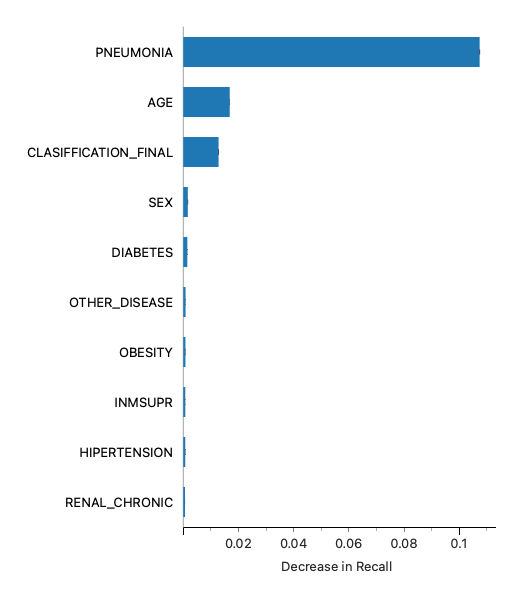 PNEUMONIA
AGE
CLASIFFICATION_FINAL
SEX
DIABETES
OTHER_DISEASE
OBESITY
INMSUPR
HIPERTENSION
RENAL_CHRONIC
0.02 0.04 0.06 0.08 0.1
Decrease in Recall